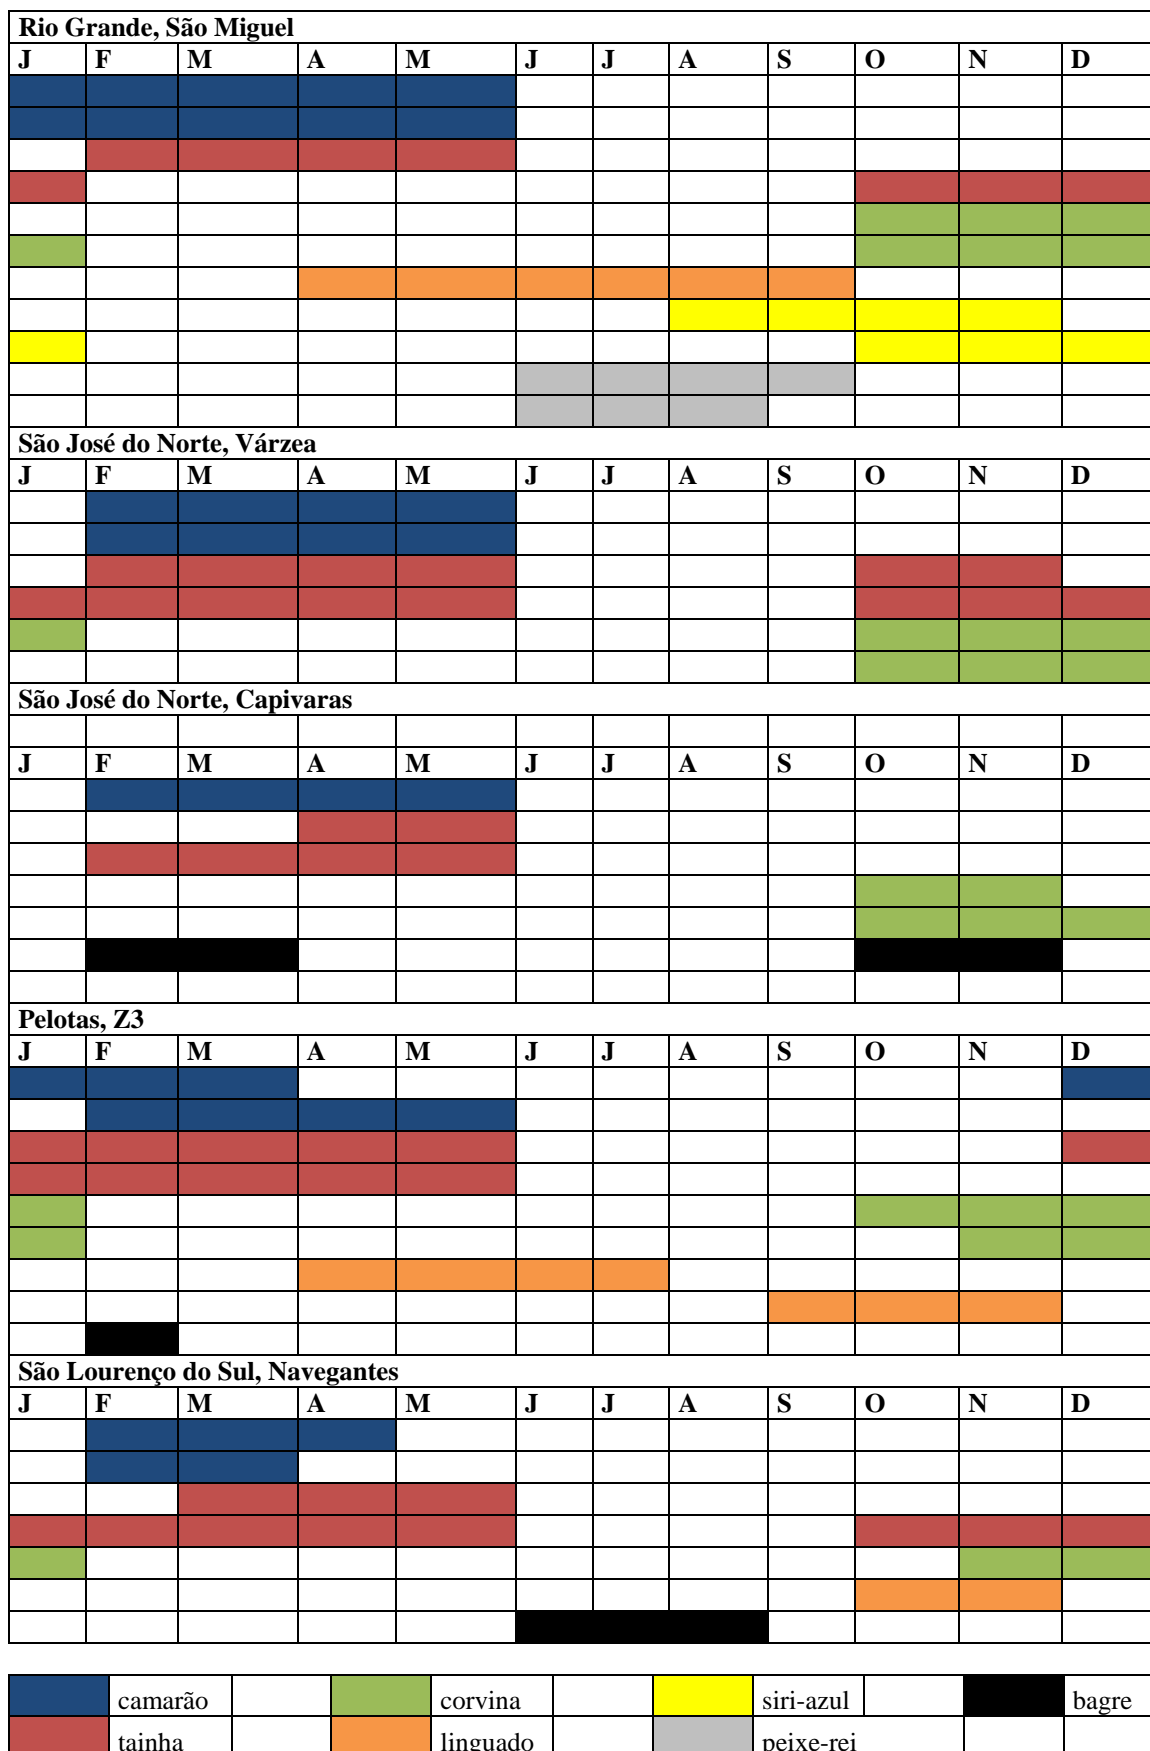 Rio Grande, São Miguel
J F M A M J J A S O N D
São José do Norte, Várzea
J F M A M J J A S O N D
São José do Norte, Capivaras
J F M A M J J A S O N D
Pelotas, Z3
J F M A M J J A S O N D
São Lourenço do Sul, Navegantes
J F M A M J J A S O N D
camarão corvina siri-azul bagre
tainha linguado peixe-rei